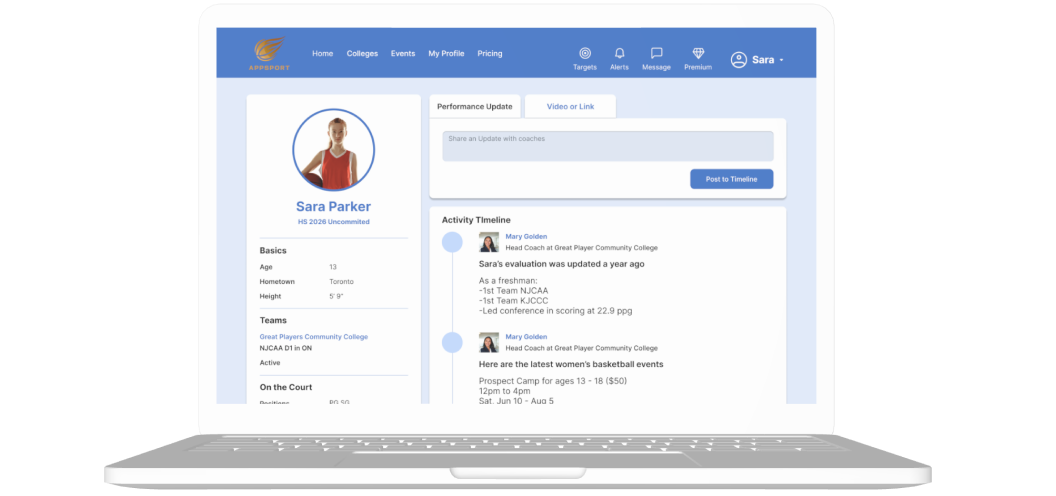 APPSPORT
Home Colleges Events My Profile Pricing
Targets Alerts Message Premium
Sara
Sara Parker
HS 2026 Uncommited
Basics
Age 13
Hometown Toronto
Height 5' 9"
Teams
Great Players Community College
NJCAA D1 in ON
Active
On the Court
Positions PG, SG
Performance Update Video or Link
Share an Update with coaches
Post to Timeline
Activity TImeline
Mary Golden
Head Coach at Great Player Community College
Sara's evaluation was updated a year ago
As a freshman:
-1st Team NJCAA
-1st Team KJCCC
-Led conference in scoring at 22.9 ppg
Mary Golden
Head Coach at Great Player Community College
Here are the latest women's basketball events
Prospect Camp for ages 13 - 18 ($50)
12pm to 4pm
Sat. Jun 10 - Aug 5